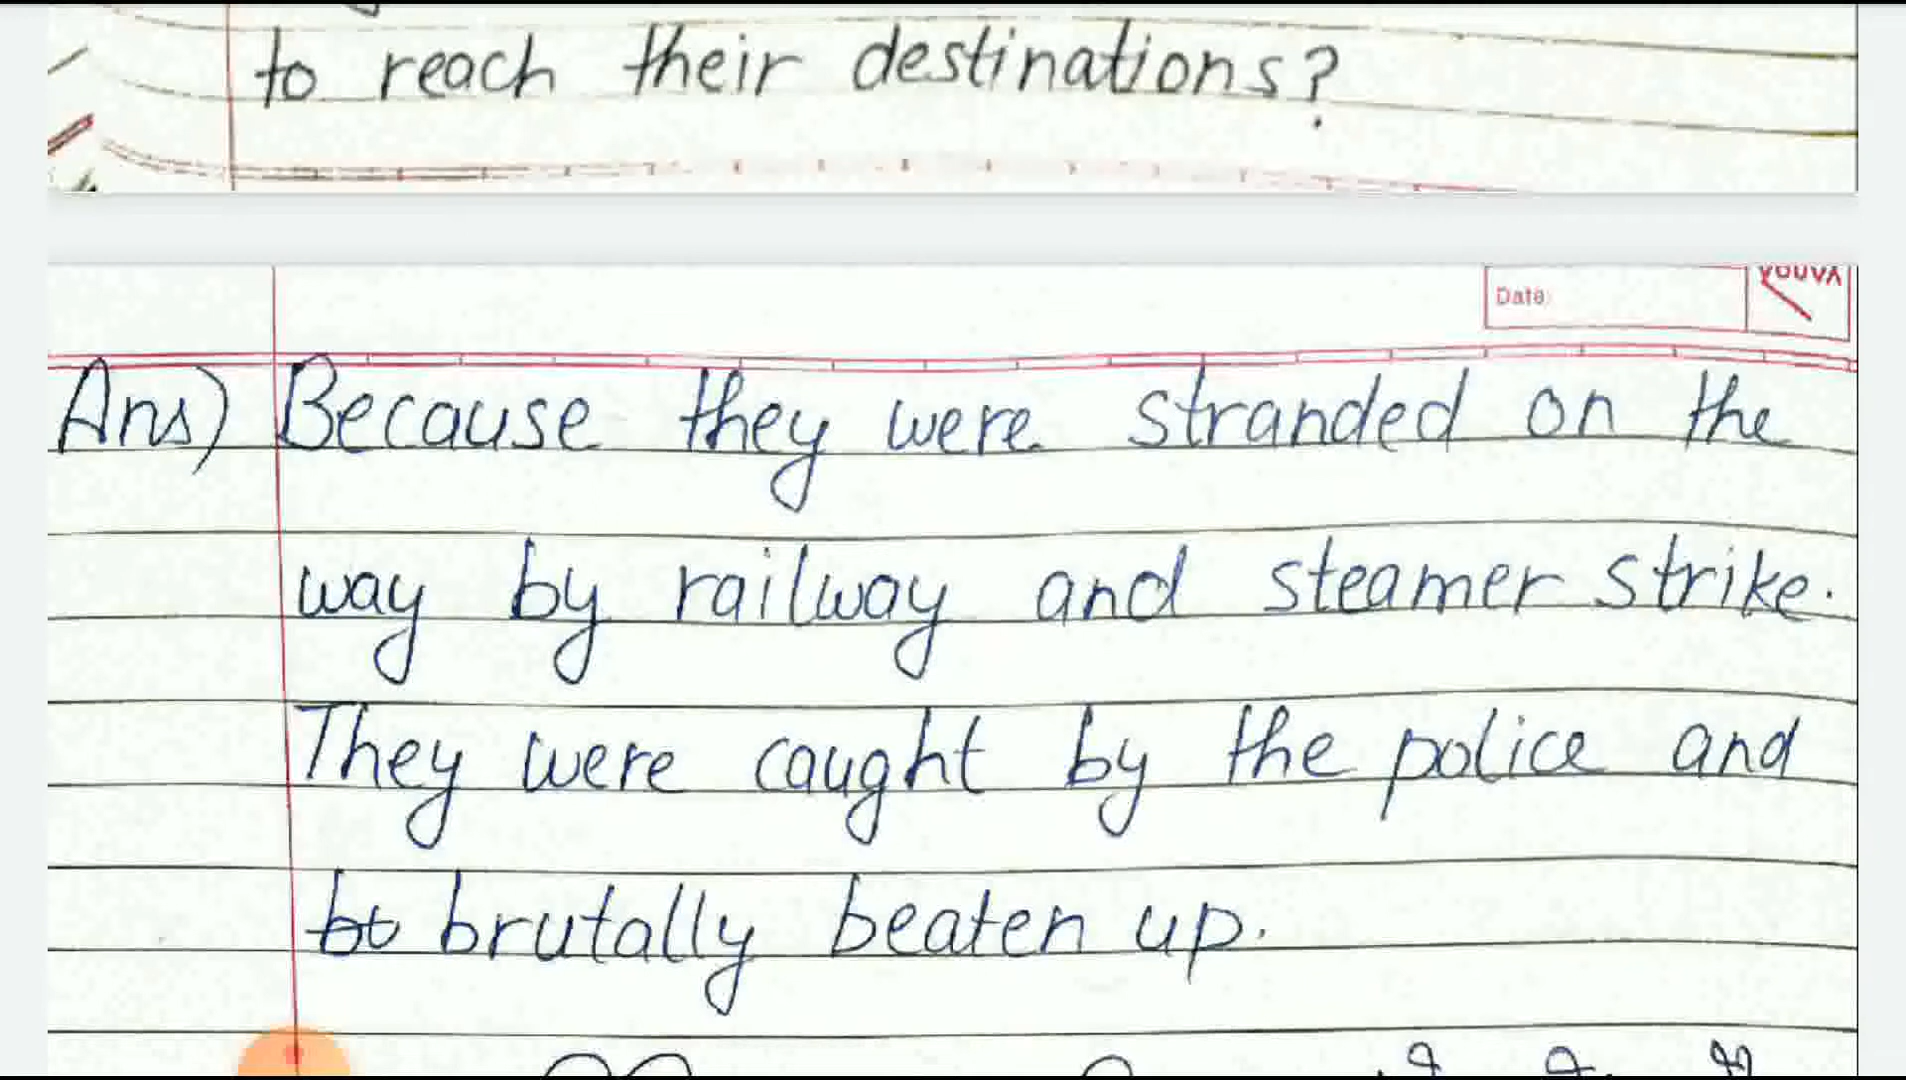 to reach their destinations?
Date:
YOUVA
Ans) Because they were stranded on the
way by railway and steamer strike.
They were caught by the police and
brutally beaten up.